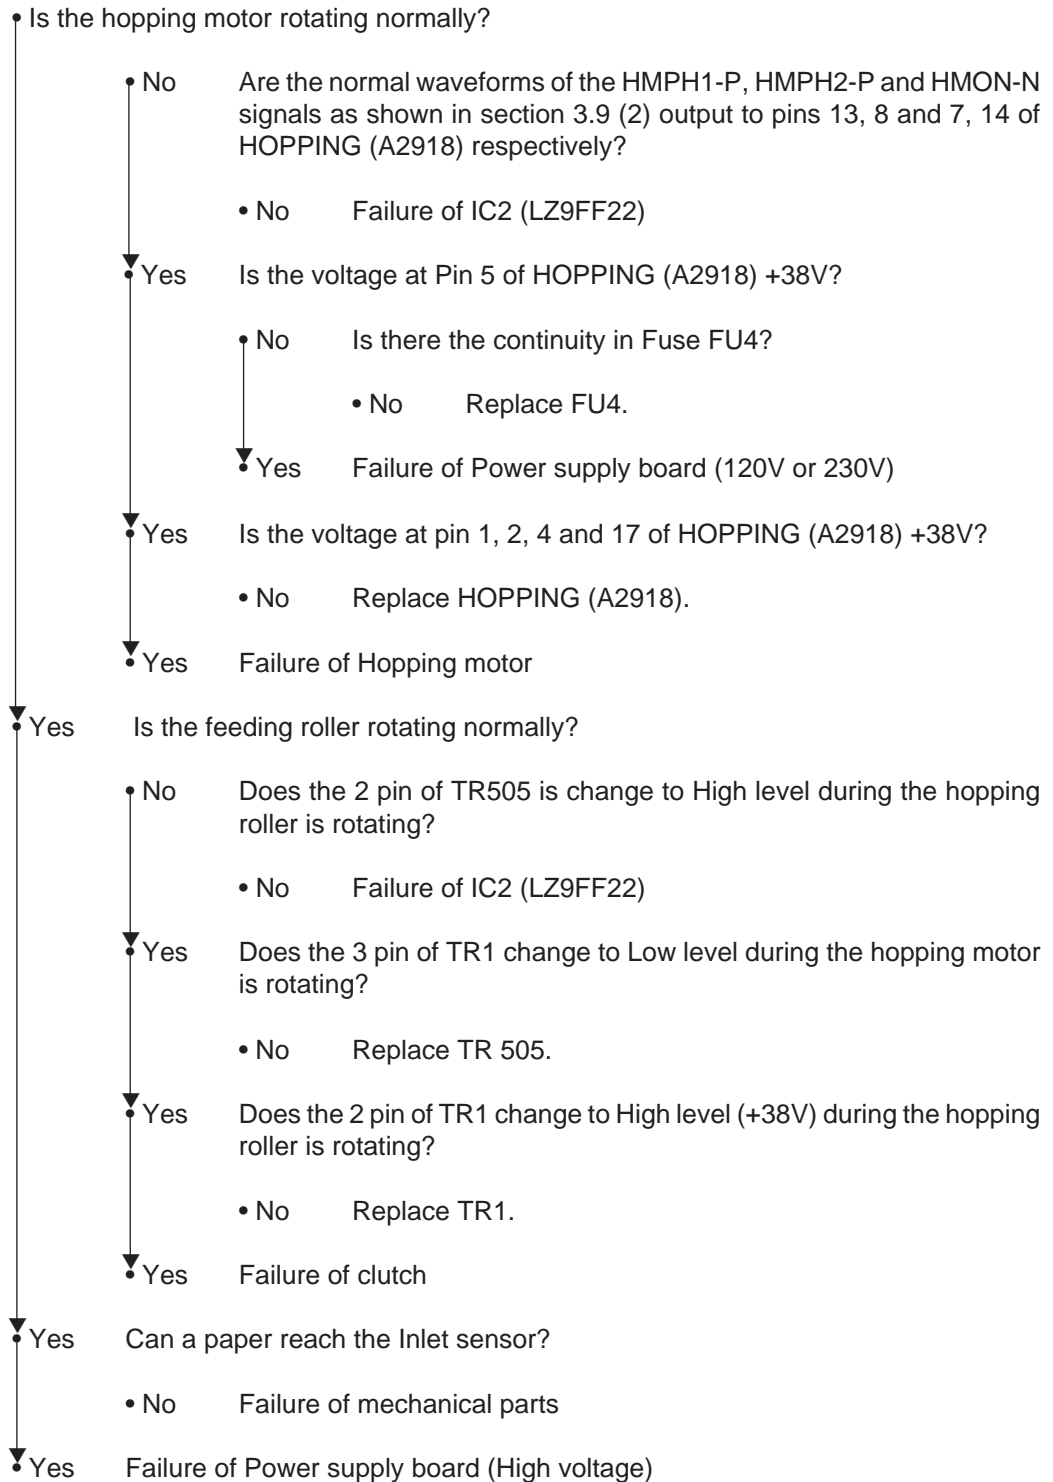 • Is the hopping motor rotating normally?
• No Are the normal waveforms of the HMPH1-P, HMPH2-P and HMON-N
signals as shown in section 3.9 (2) output to pins 13, 8 and 7, 14 of
HOPPING (A2918) respectively?
• No Failure of IC2 (LZ9FF22)
• Yes Is the voltage at Pin 5 of HOPPING (A2918) +38V?
• No Is there the continuity in Fuse FU4?
• No Replace FU4.
• Yes Failure of Power supply board (120V or 230V)
• Yes Is the voltage at pin 1, 2, 4 and 17 of HOPPING (A2918) +38V?
• No Replace HOPPING (A2918).
• Yes Failure of Hopping motor
• Yes Is the feeding roller rotating normally?
• No Does the 2 pin of TR505 is change to High level during the hopping
roller is rotating?
• No Failure of IC2 (LZ9FF22)
• Yes Does the 3 pin of TR1 change to Low level during the hopping motor
is rotating?
• No Replace TR 505.
• Yes Does the 2 pin of TR1 change to High level (+38V) during the hopping
roller is rotating?
• No Replace TR1.
• Yes Failure of clutch
• Yes Can a paper reach the Inlet sensor?
• No Failure of mechanical parts
• Yes Failure of Power supply board (High voltage)